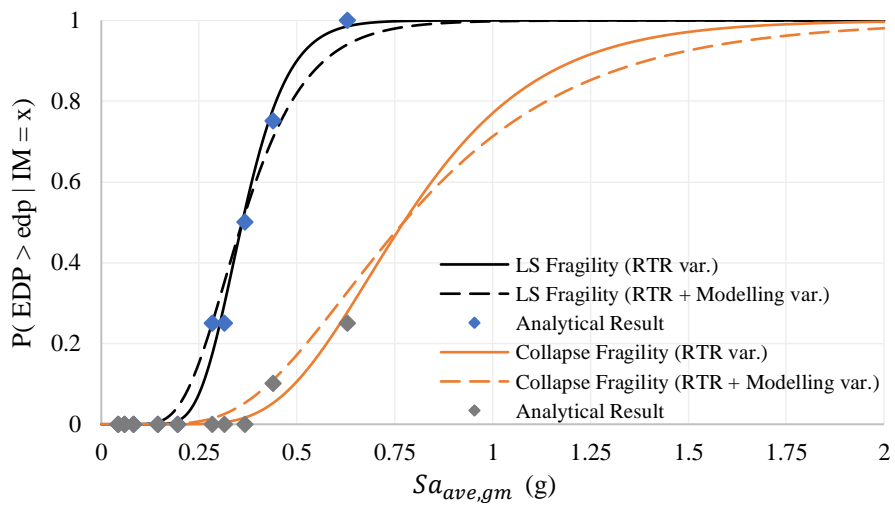 1
0.8
0.6
0.4
0.2
0
P( EDP > edp | IM = x)
LS Fragility (RTR var.)
LS Fragility (RTR + Modelling var.)
Analytical Result
Collapse Fragility (RTR var.)
Collapse Fragility (RTR + Modelling var.)
Analytical Result
0 0.25 0.5 0.75 1 1.25 1.5 1.75 2
Sa_{ave,gm} (g)